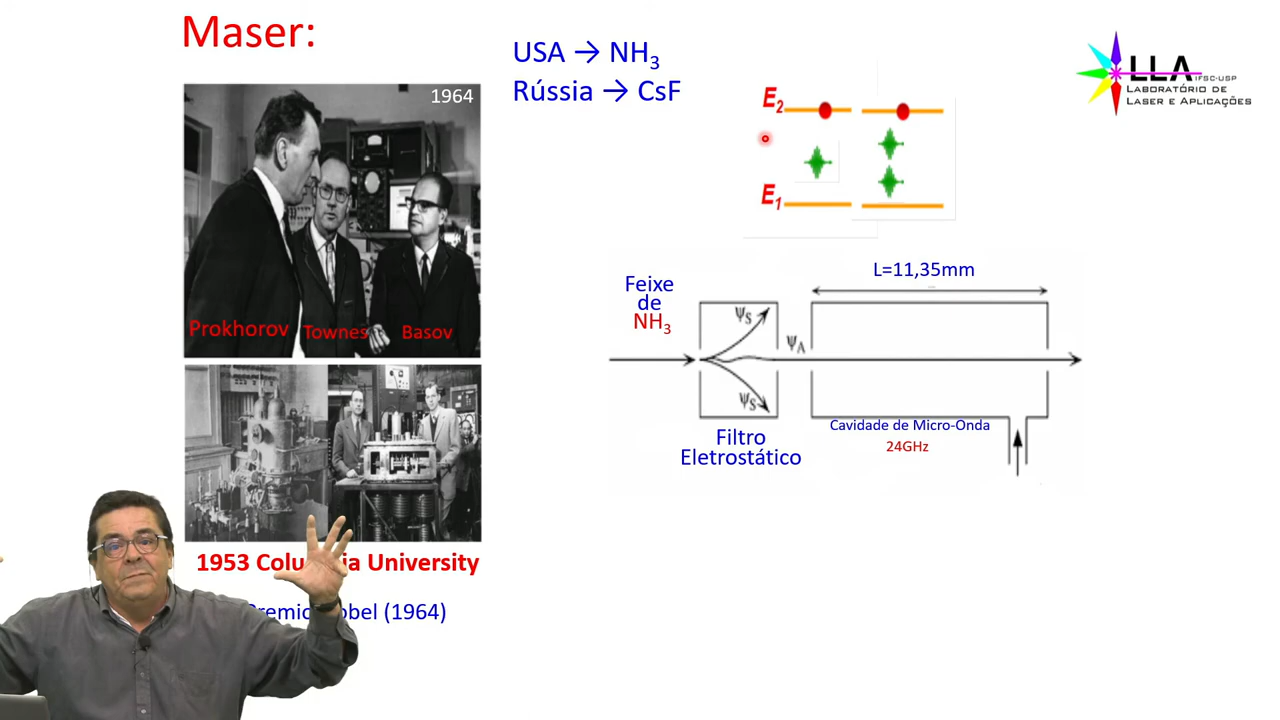 Maser:
USA → NH₃
Rússia → CsF
1964
Prokhorov
Townes
Basov
1953 Columbia University
Nobel (1964)
E₂
E₁
LLA
IFSC-USP
LABORATÓRIO DE
LASER E APLICAÇÕES
Feixe
de
NH₃
ψS
ψS
ψA
Filtro
Eletrostático
L=11,35mm
Cavidade de Micro-Onda
24GHz